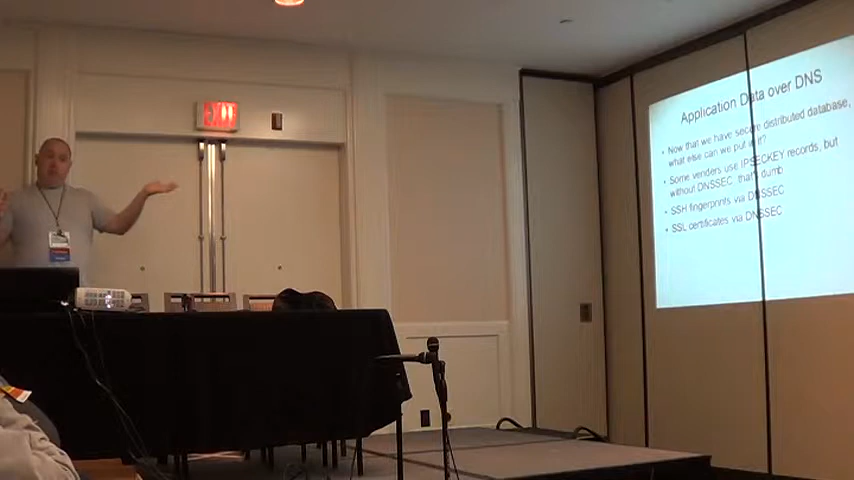 EXIT
Application Data over DNS
• Now that we have secure distributed database,
what else can we put in it?
• Some venders use IPSECKEY records, but
without DNSSEC that's dumb
• SSH fingerprints via DNSSEC
• SSL certificates via DNSSEC